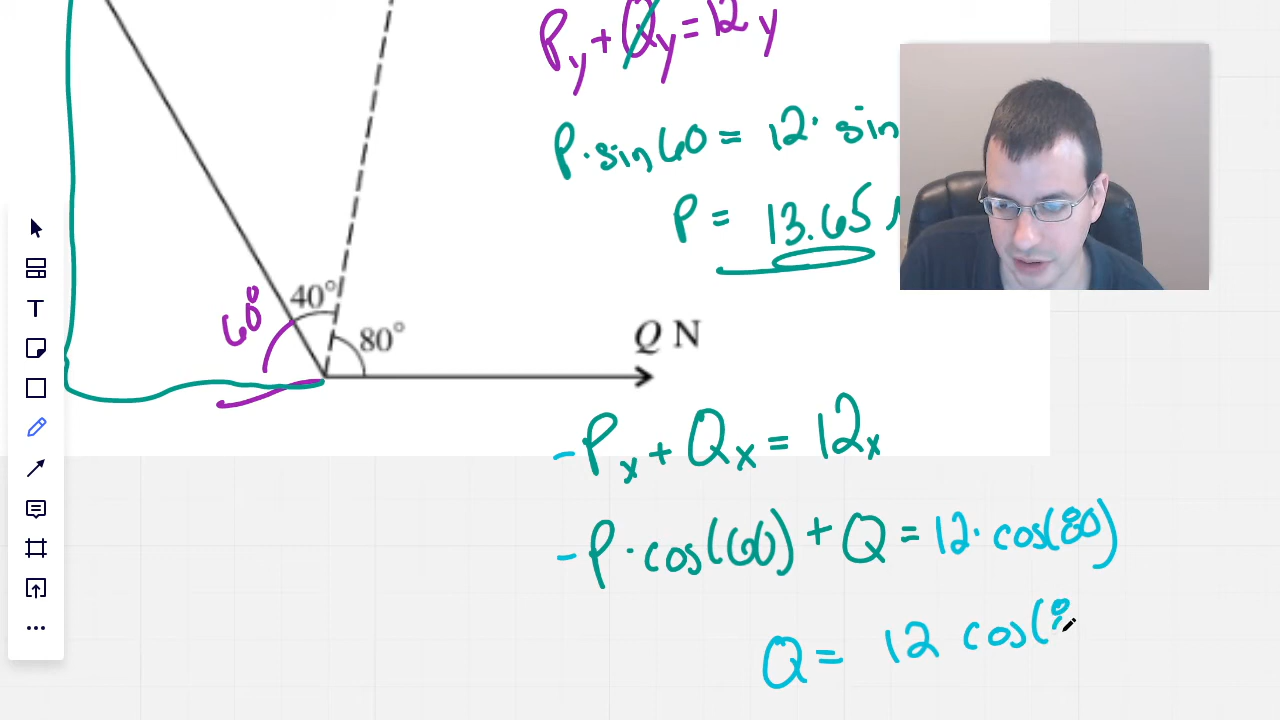 P_y + Q_y = 12_y
P · sin 60 = 12 · sin
P = 13.65
60°
40°
80°
Q N
-P_x + Q_x = 12_x
-P · cos(60) + Q = 12 · cos(80)
Q = 12 cos(8
T